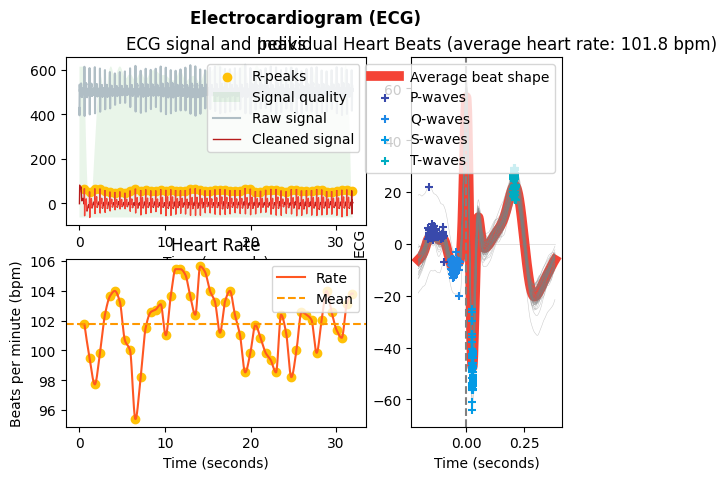 Electrocardiogram (ECG)
ECG signal and peaks
Individual Heart Beats (average heart rate: 101.8 bpm)
R-peaks
Signal quality
Raw signal
Cleaned signal
600
400
200
0
0
10
20
30
Time (seconds)
Heart Rate
Rate
Mean
Beats per minute (bpm)
106
104
102
100
98
96
0
10
20
30
Time (seconds)
Average beat shape
P-waves
Q-waves
S-waves
T-waves
ECG
60
40
20
0
−20
−40
−60
0.00
0.25
Time (seconds)